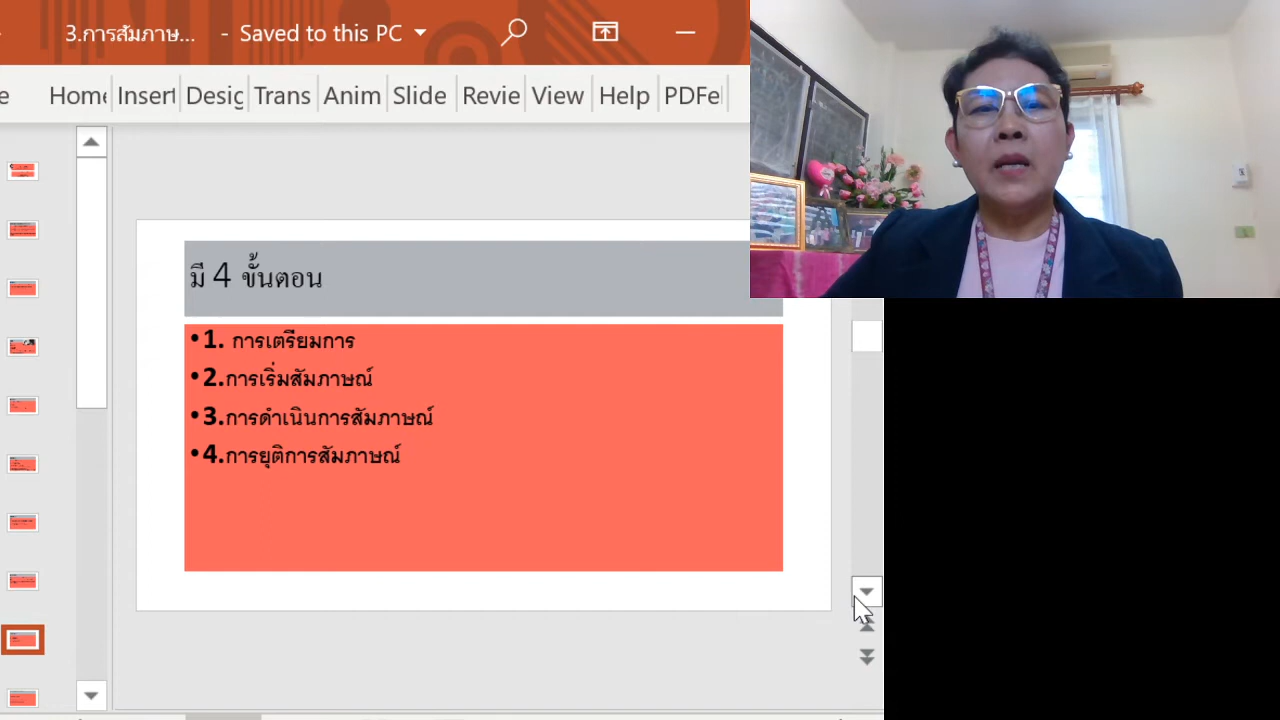 3.การสัมภาษ... - Saved to this PC
Home Insert Desig Trans Anim Slide Revie View Help PDFel
มี 4 ขั้นตอน
•1. การเตรียมการ
•2.การเริ่มสัมภาษณ์
•3.การดำเนินการสัมภาษณ์
•4.การยุติการสัมภาษณ์